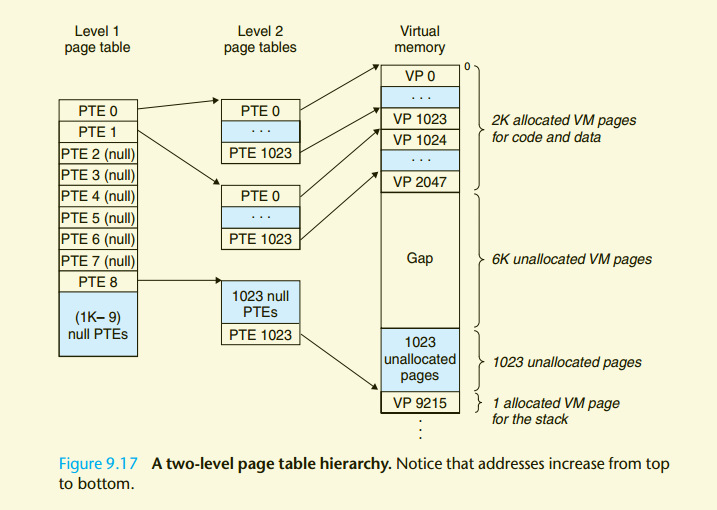 Level 1
page table
Level 2
page tables
Virtual
memory
PTE 0
PTE 1
PTE 2 (null)
PTE 3 (null)
PTE 4 (null)
PTE 5 (null)
PTE 6 (null)
PTE 7 (null)
PTE 8
(1K– 9)
null PTEs
PTE 0
. . .
PTE 1023
PTE 0
. . .
PTE 1023
1023 null
PTEs
PTE 1023
0
VP 0
. . .
VP 1023
VP 1024
. . .
VP 2047
Gap
1023
unallocated
pages
VP 9215
2K allocated VM pages
for code and data
6K unallocated VM pages
1023 unallocated pages
1 allocated VM page
for the stack
Figure 9.17 A two-level page table hierarchy. Notice that addresses increase from top
to bottom.